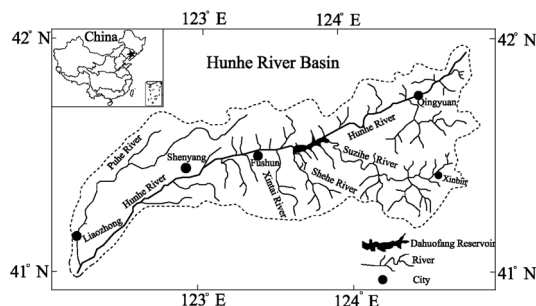 123° E
124° E
42° N
42° N
China
Hunhe River Basin
Qingyuan
Hunhe River
Puhe River
Shenyang
Fushun
Suzihe River
Hunhe River
Xintai River
Shehe River
Xinbin
Liaozhong
Dahuofang Reservoir
River
City
41° N
41° N
123° E
124° E